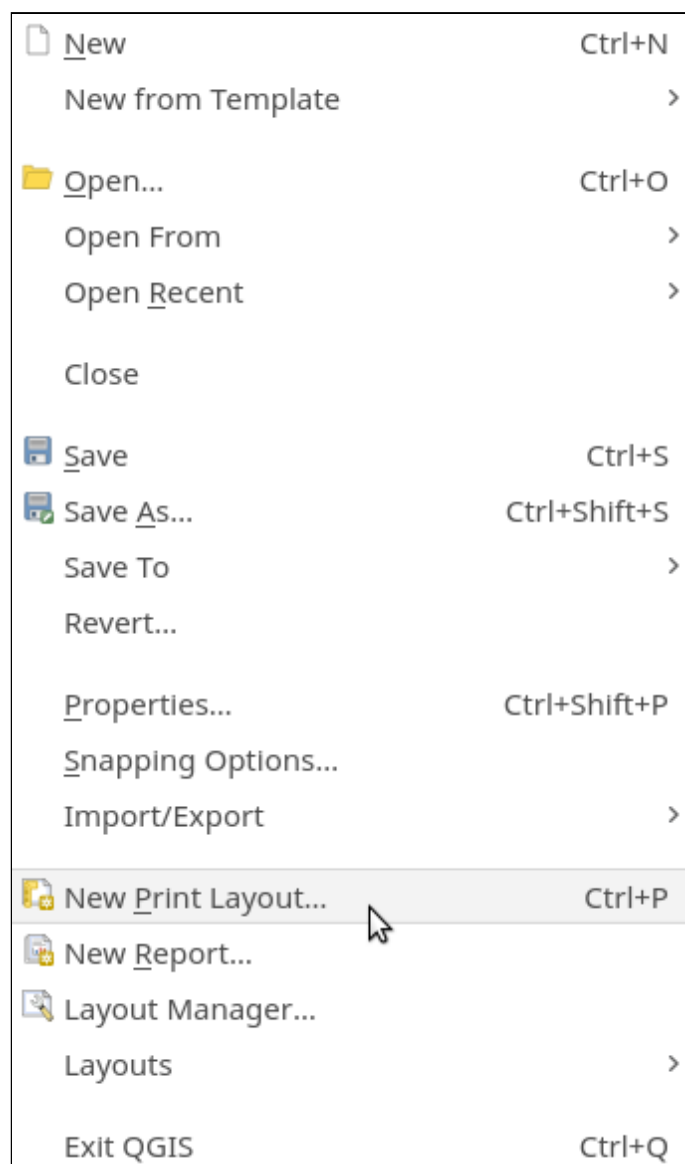 New Ctrl+N
New from Template
Open... Ctrl+O
Open From
Open Recent
Close
Save Ctrl+S
Save As... Ctrl+Shift+S
Save To
Revert...
Properties... Ctrl+Shift+P
Snapping Options...
Import/Export
New Print Layout... Ctrl+P
New Report...
Layout Manager...
Layouts
Exit QGIS Ctrl+Q